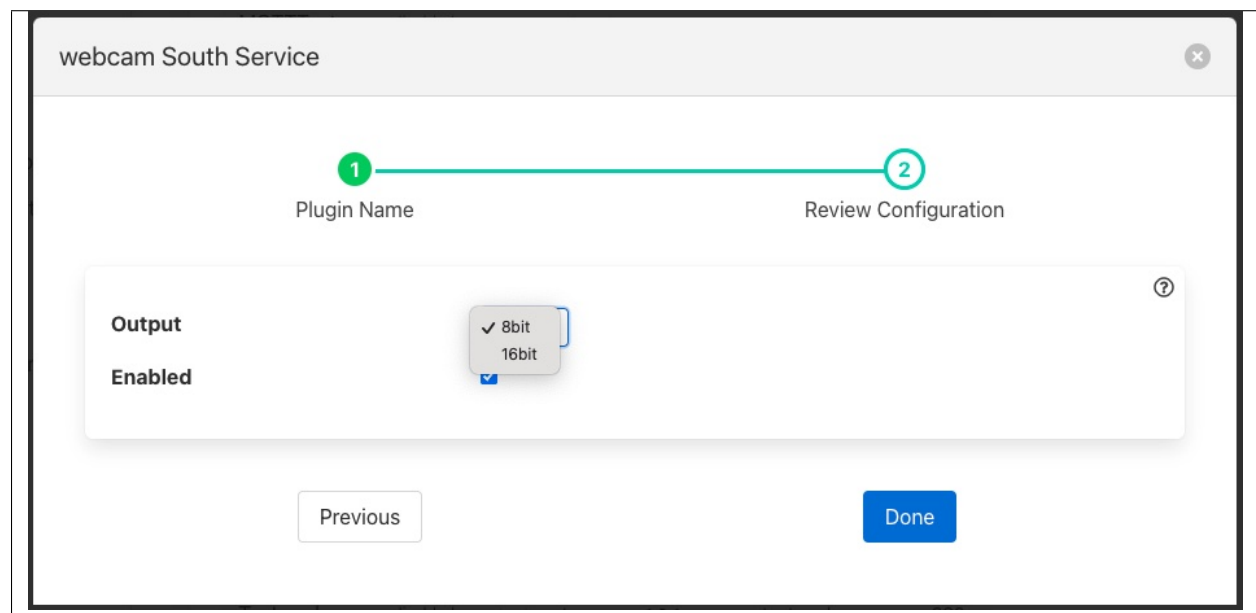 webcam South Service
1
2
Plugin Name
Review Configuration
Output
8bit
16bit
Enabled
Previous
Done